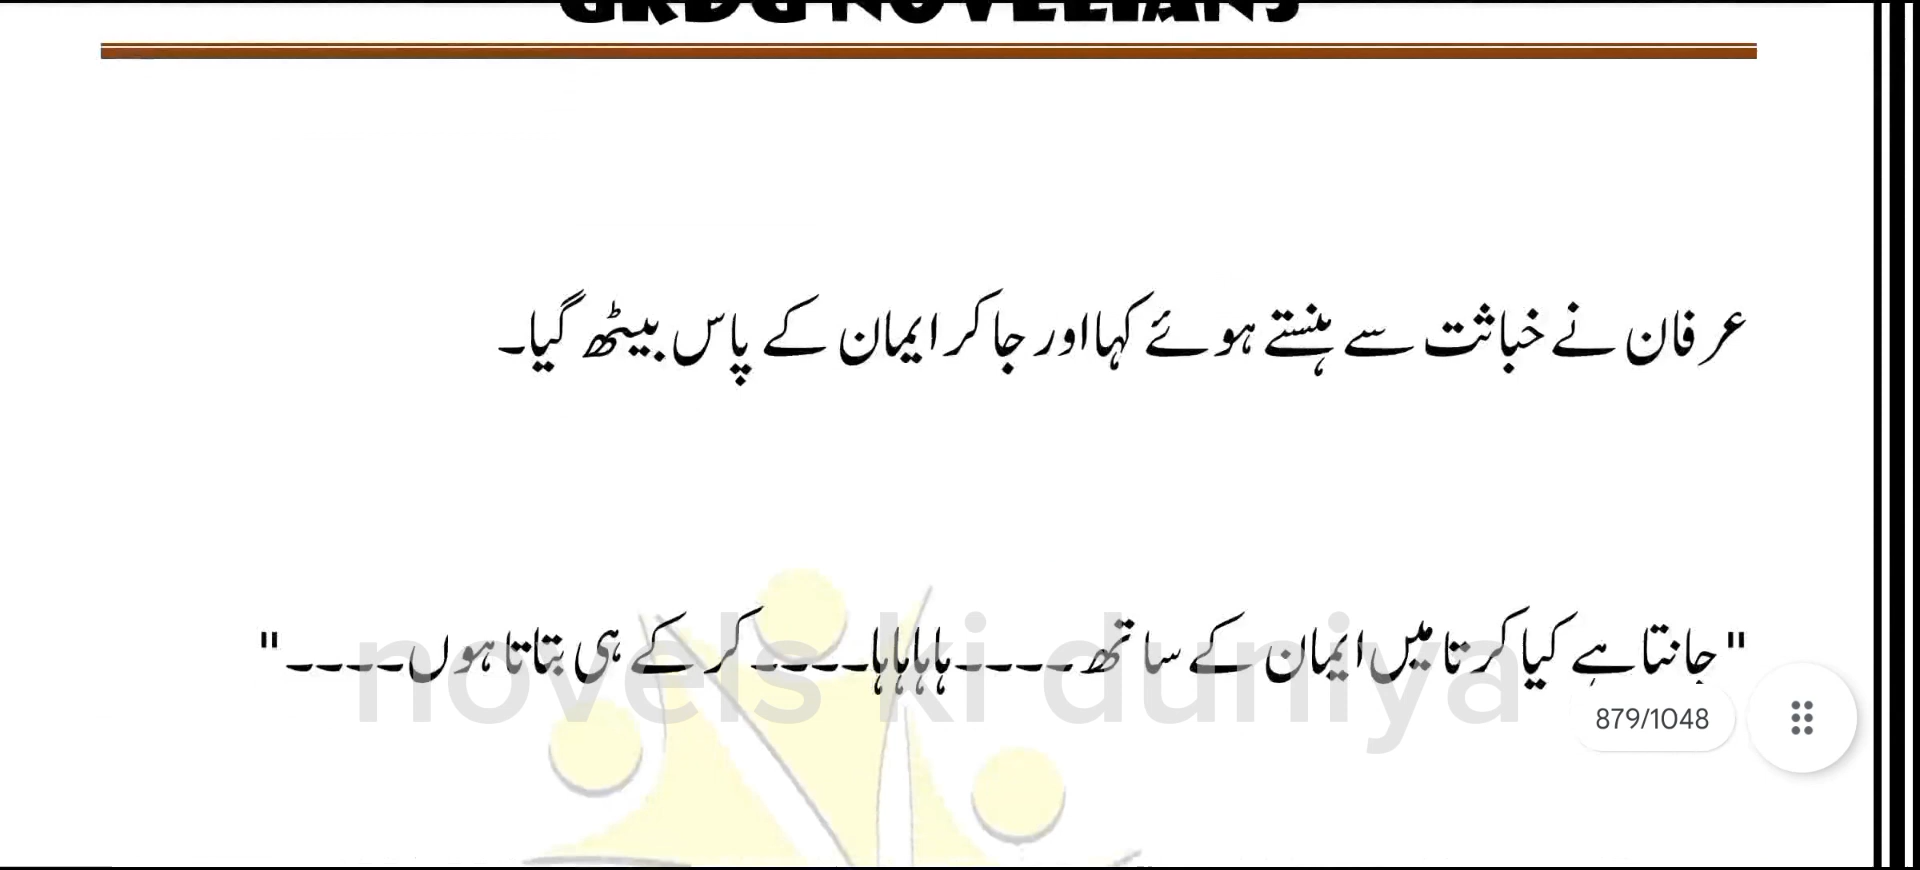 عرفان نے خباثت سے ہنستے ہوئے کہا اور جا کر ایمان کے پاس بیٹھ گیا۔
" جانتا ہے کیا کرتا میں ایمان کے ساتھ ۔۔۔۔ہاہاہاہا۔۔۔۔ کر کے ہی بتاتا ہوں ۔۔۔۔"
novels ki duniya
879/1048